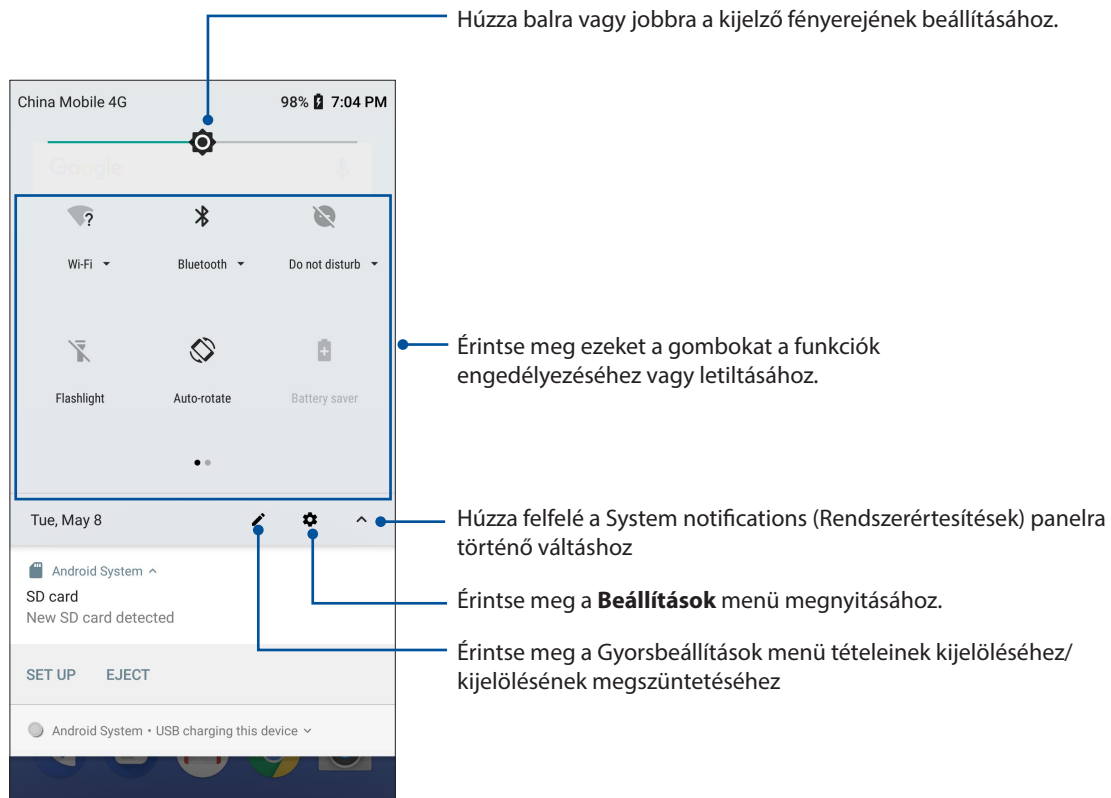 Húzza balra vagy jobbra a kijelző fényerejének beállításához.
China Mobile 4G 98% 7:04 PM
Google
?
Wi-Fi Bluetooth Do not disturb
Érintse meg ezeket a gombokat a funkciók
engedélyezéséhez vagy letiltásához.
Flashlight Auto-rotate Battery saver
Tue, May 8
Húzza felfelé a System notifications (Rendszerértesítések) panelra
történő váltáshoz
Android System
SD card
New SD card detected
Érintse meg a Beállítások menü megnyitásához.
Érintse meg a Gyorsbeállítások menü tételeinek kijelöléséhez/
kijelölésének megszüntetéséhez
SET UP EJECT
Android System • USB charging this device